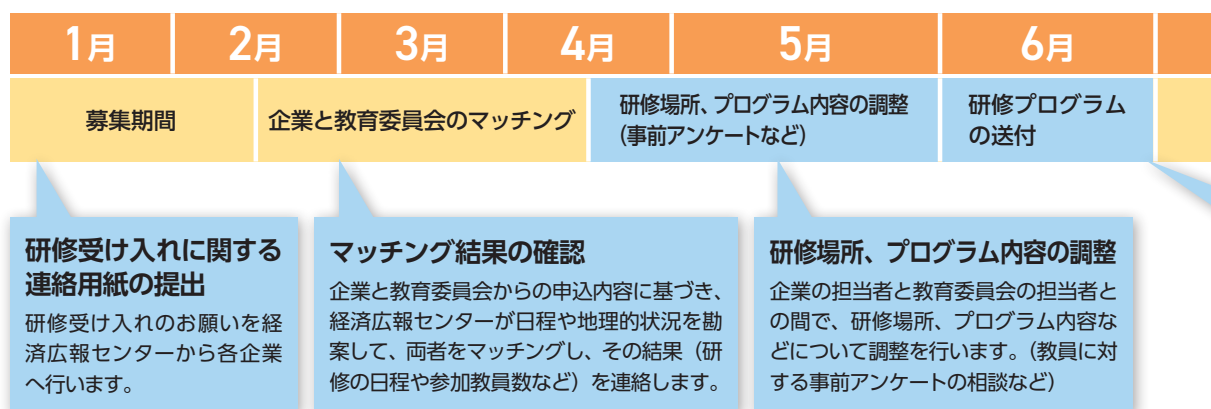 1月 2月 3月 4月 5月 6月
募集期間
企業と教育委員会のマッチング
研修場所、プログラム内容の調整
(事前アンケートなど)
研修プログラム
の送付
研修受け入れに関する
連絡用紙の提出
研修受け入れのお願いを経
済広報センターから各企業
へ行います。
マッチング結果の確認
企業と教育委員会からの申込内容に基づき、
経済広報センターが日程や地理的状況を勘
案して、両者をマッチングし、その結果（研
修の日程や参加教員数など）を連絡します。
研修場所、プログラム内容の調整
企業の担当者と教育委員会の担当者と
の間で、研修場所、プログラム内容な
どについて調整を行います。(教員に対
する事前アンケートの相談など)